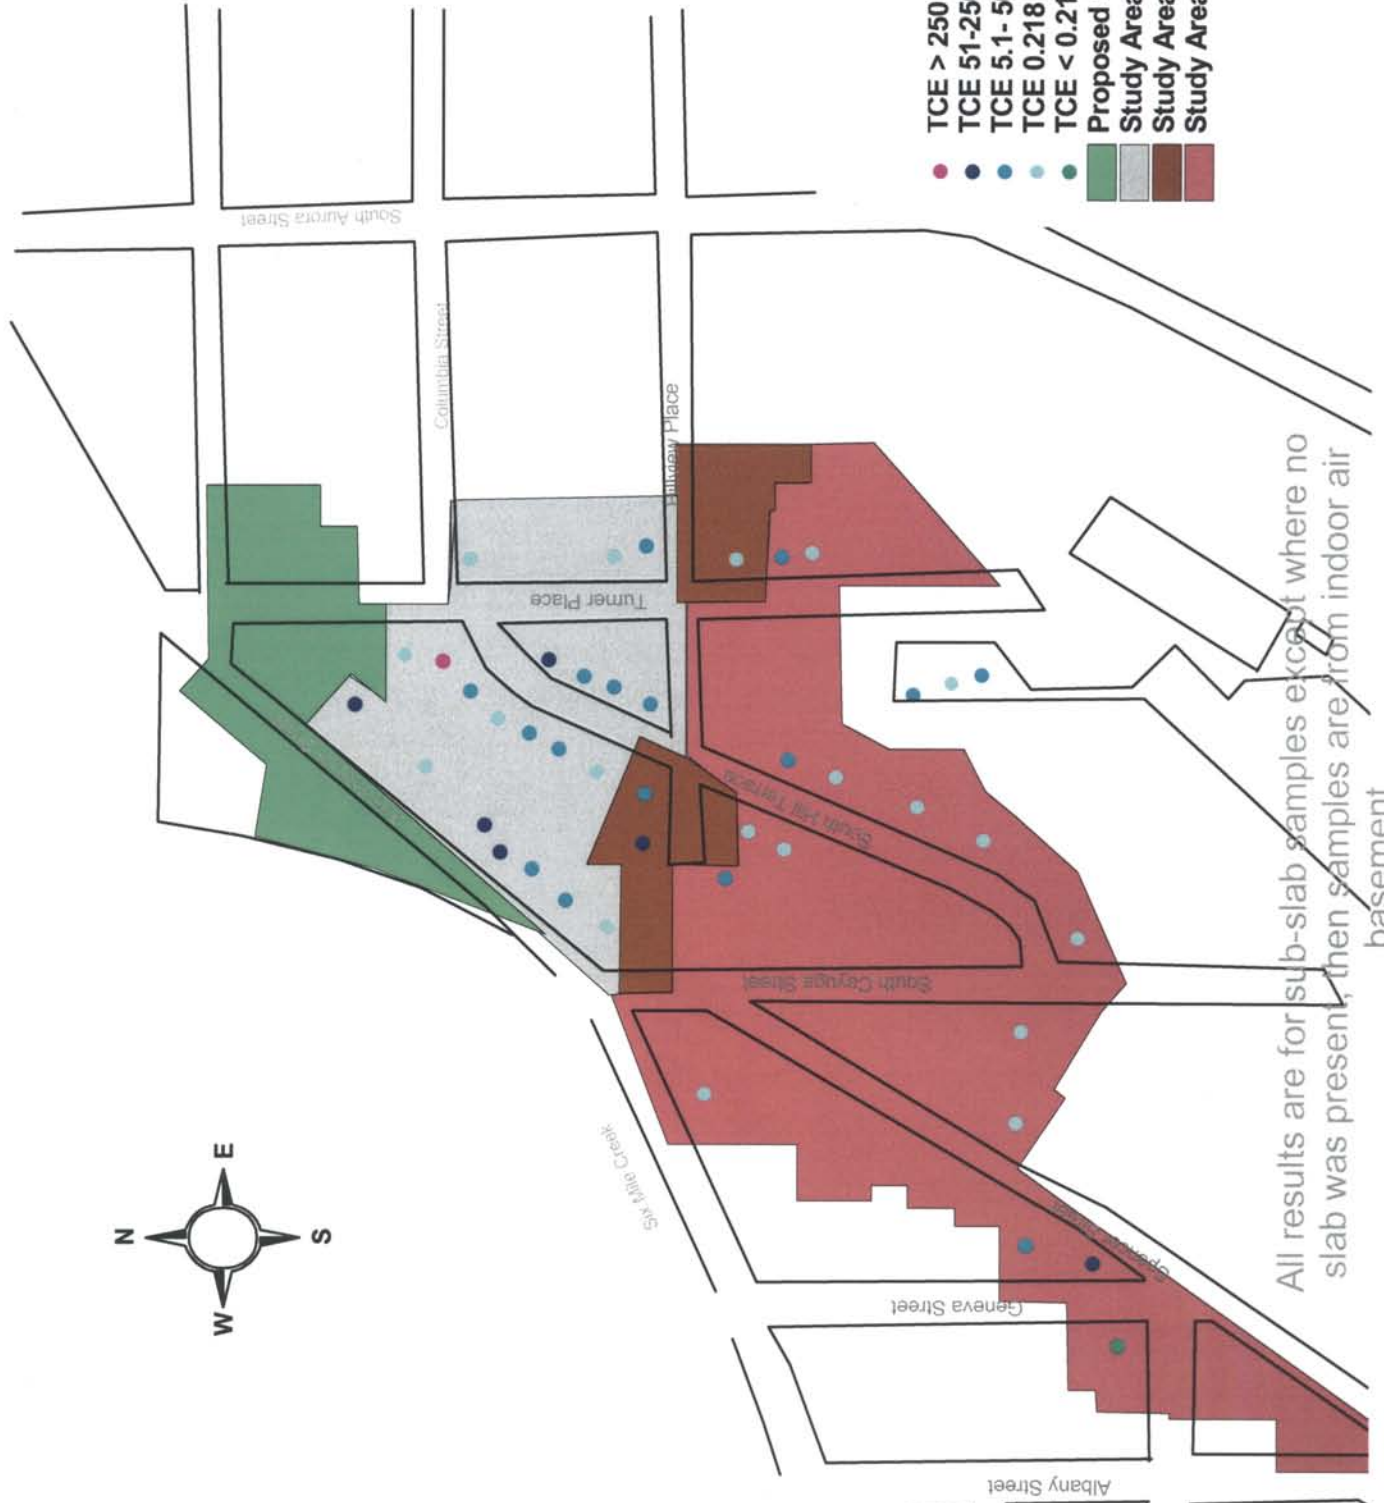 South Aurora Street
Columbia Street
Hillview Place
Turner Place
South Hill Terrace
South Cayuga Street
Six Mile Creek
Spencer Street
Geneva Street
Albany Street
N
W
E
S
TCE > 250
TCE 51-25
TCE 5.1- 5
TCE 0.218
TCE < 0.21
Proposed
Study Area
Study Area
Study Area
All results are for sub-slab samples except where no
slab was present, then samples are from indoor air
basement